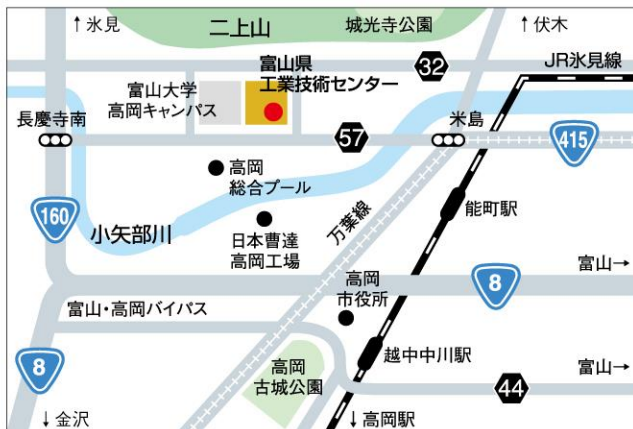 ↑氷見
二上山
城光寺公園
↑伏木
富山県
工業技術センター
32
JR氷見線
富山大学
高岡キャンパス
長慶寺南
57
米島
415
高岡
総合プール
160
小矢部川
日本曹達
高岡工場
万葉線
能町駅
富山→
8
高岡
市役所
富山・高岡バイパス
8
高岡
古城公園
越中中川駅
富山→
44
↓金沢
↓高岡駅